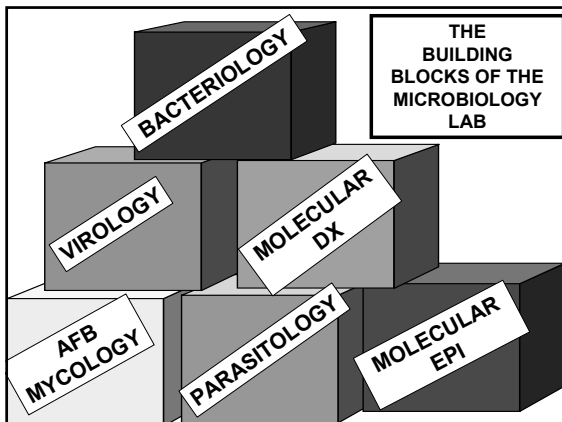 THE
BUILDING
BLOCKS OF THE
MICROBIOLOGY
LAB
BACTERIOLOGY
VIROLOGY
MOLECULAR
DX
AFB
MYCOLOGY
PARASITOLOGY
MOLECULAR
EPI